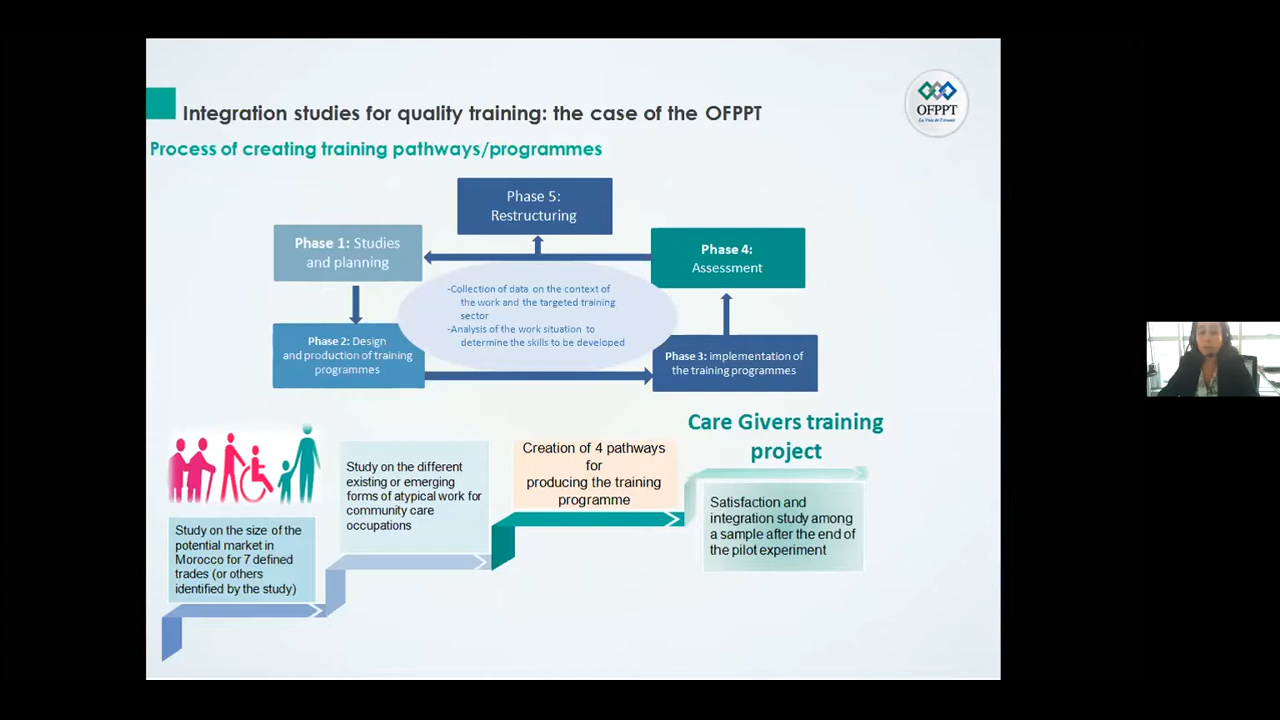 Integration studies for quality training: the case of the OFPPT
OFPPT
La Voie de l'Avenir
Process of creating training pathways/programmes
Phase 5:
Restructuring
Phase 1: Studies
and planning
Phase 4:
Assessment
-Collection of data on the context of
the work and the targeted training
sector
-Analysis of the work situation to
determine the skills to be developed
Phase 2: Design
and production of training
programmes
Phase 3: implementation of
the training programmes
Care Givers training
project
Study on the size of the
potential market in
Morocco for 7 defined
trades (or others
identified by the study)
Study on the different
existing or emerging
forms of atypical work for
community care
occupations
Creation of 4 pathways
for
producing the training
programme
Satisfaction and
integration study among
a sample after the end of
the pilot experiment